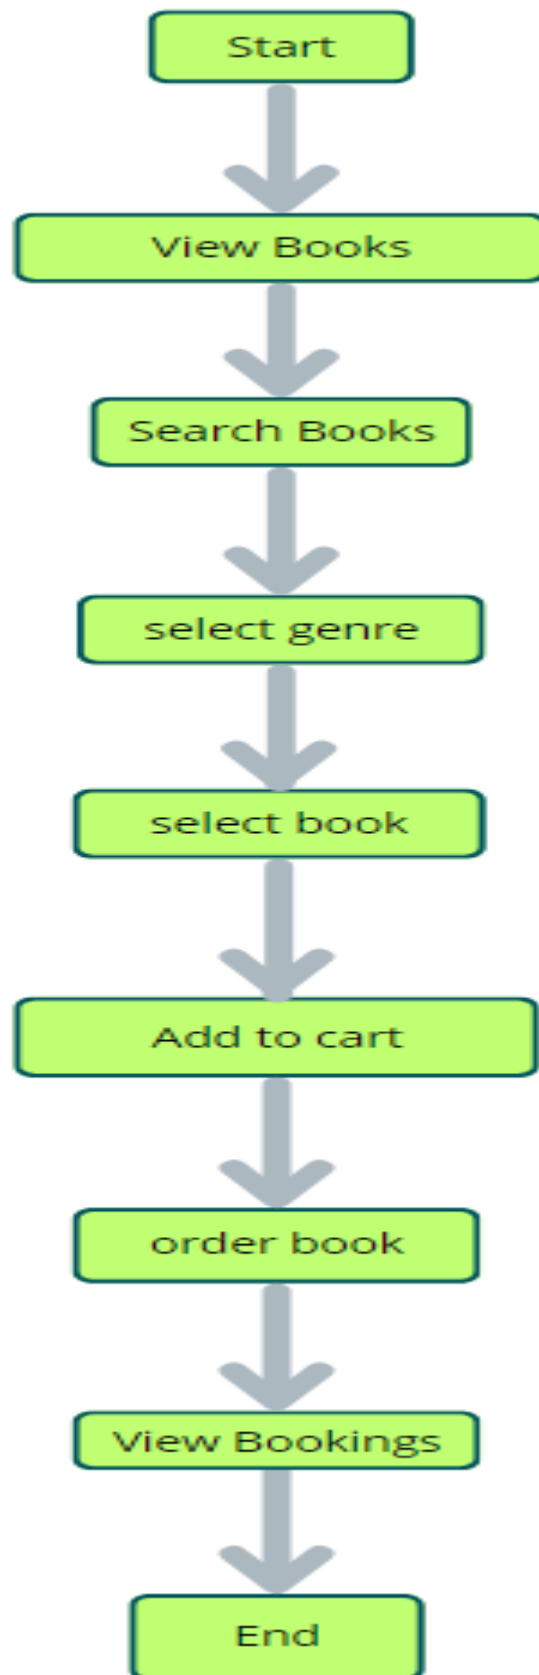 Start
View Books
Search Books
select genre
select book
Add to cart
order book
View Bookings
End